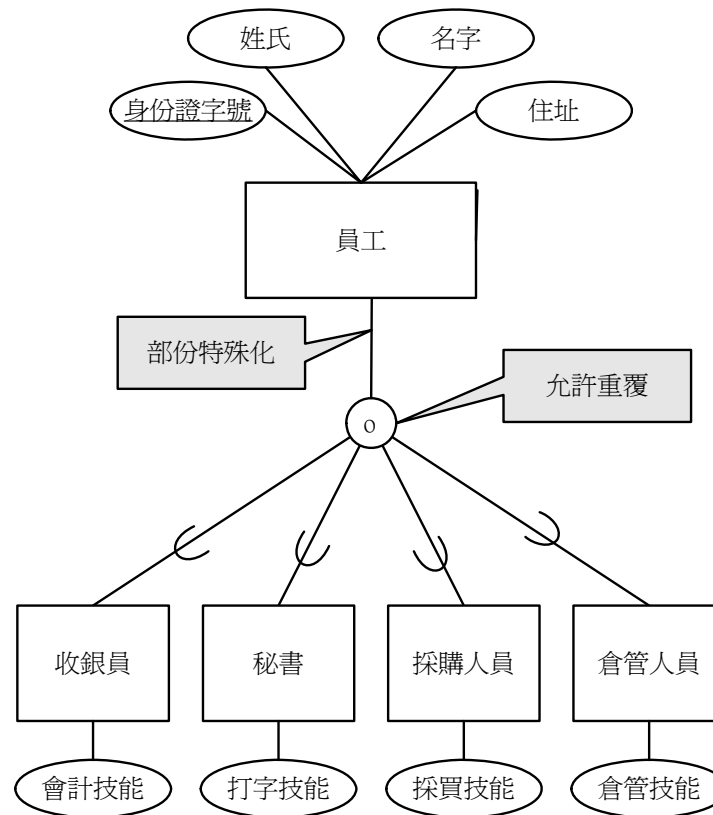 姓氏
名字
身份證字號
住址
員工
部份特殊化
允許重覆
o
收銀員
秘書
採購人員
倉管人員
會計技能
打字技能
採買技能
倉管技能